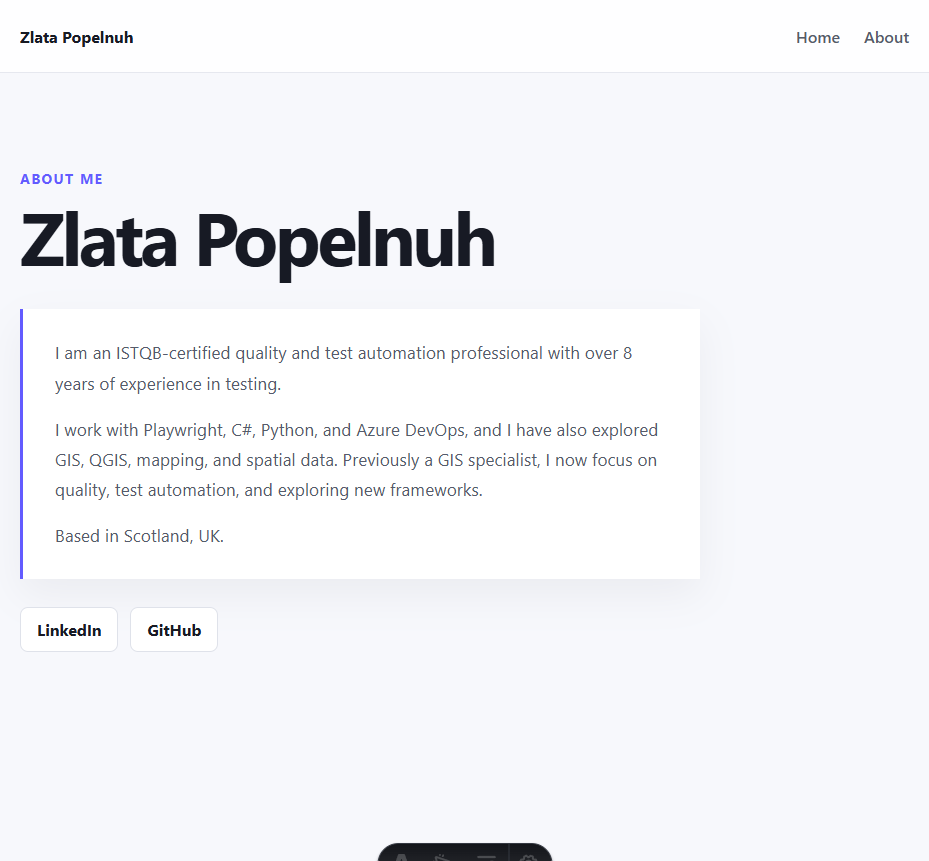 Zlata Popelnuh
Home
About
ABOUT ME
Zlata Popelnuh
I am an ISTQB-certified quality and test automation professional with over 8
years of experience in testing.
I work with Playwright, C#, Python, and Azure DevOps, and I have also explored
GIS, QGIS, mapping, and spatial data. Previously a GIS specialist, I now focus on
quality, test automation, and exploring new frameworks.
Based in Scotland, UK.
LinkedIn
GitHub